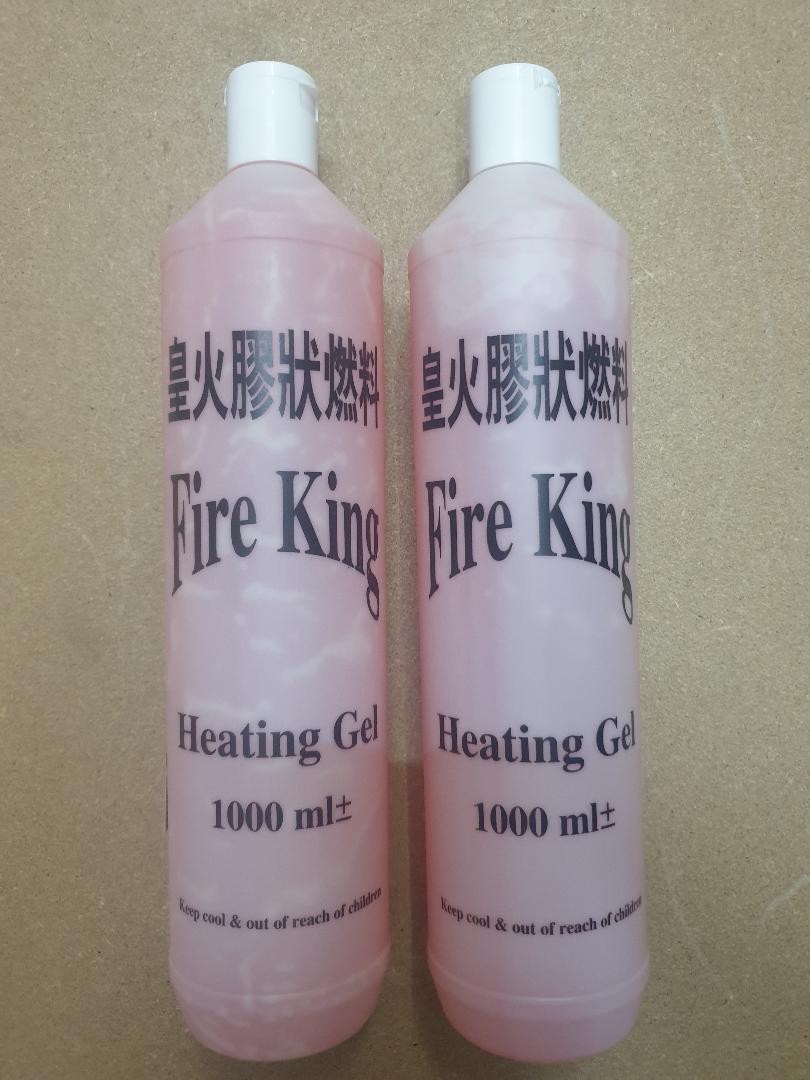 皇火膠狀燃料
Fire King
Heating Gel
1000 ml±
Keep cool & out of reach of children
皇火膠狀燃料
Fire King
Heating Gel
1000 ml±
Keep cool & out of reach of children